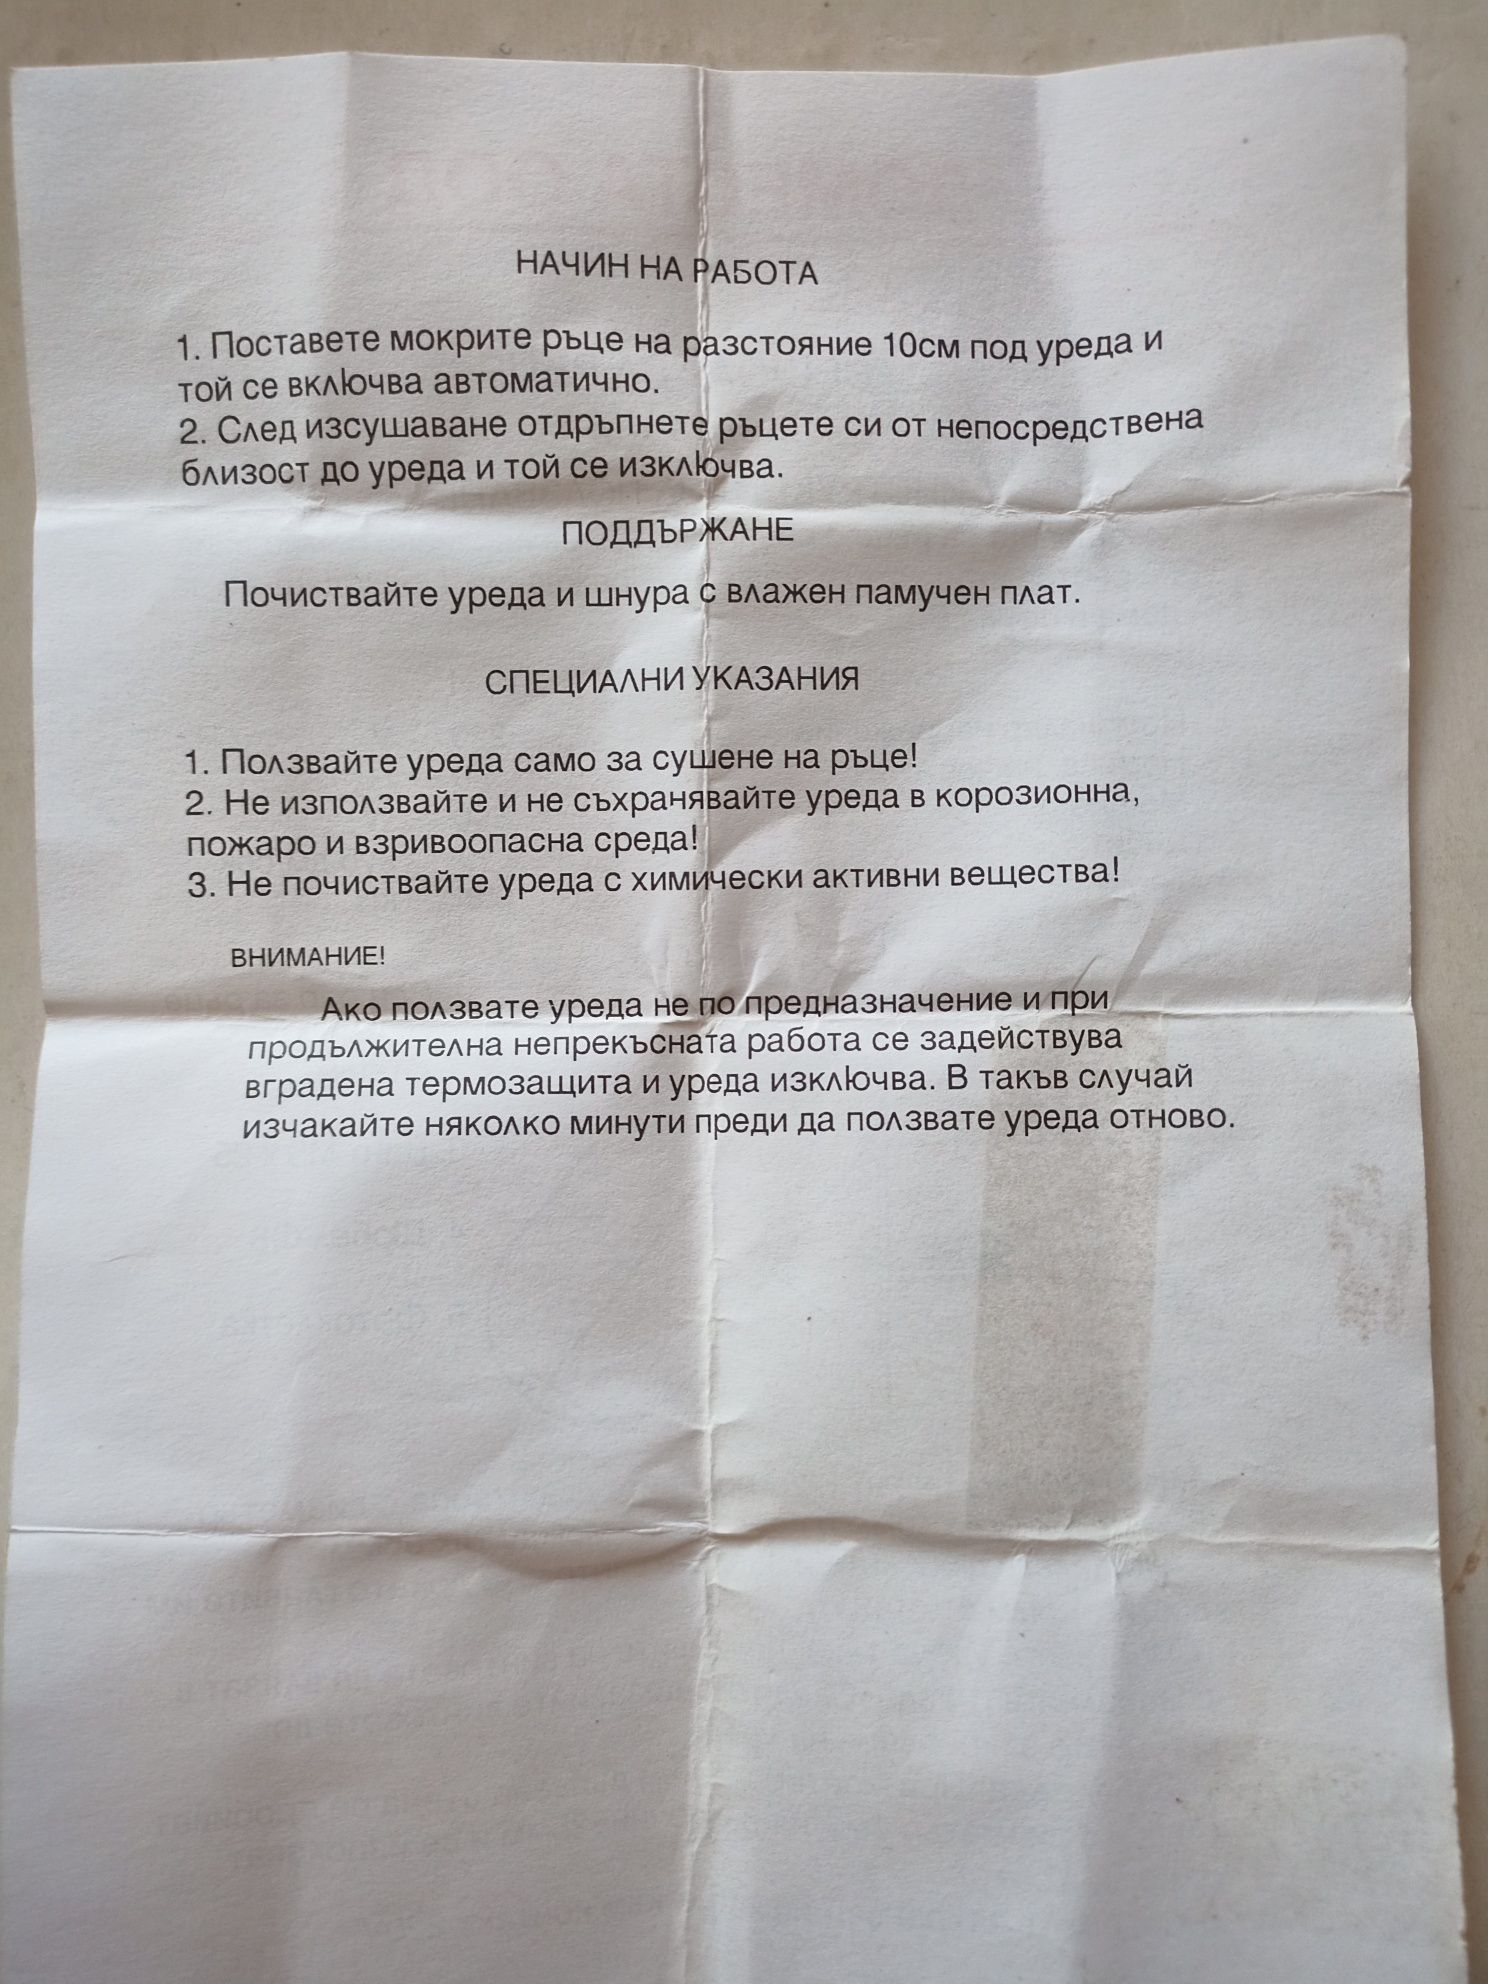 НАЧИН НА РАБОТА
1. Поставете мокрите ръце на разстояние 10см под уреда и
той се включва автоматично.
2. След изсушаване отдръпнете ръцете си от непосредствена
близост до уреда и той се изключва.
ПОДДЪРЖАНЕ
Почиствайте уреда и шнура с влажен памучен плат.
СПЕЦИАЛНИ УКАЗАНИЯ
1. Ползвайте уреда само за сушене на ръце!
2. Не използвайте и не съхранявайте уреда в корозионна,
пожаро и взривоопасна среда!
3. Не почиствайте уреда с химически активни вещества!
ВНИМАНИЕ!
Ако ползвате уреда не по предназначение и при
продължителна непрекъсната работа се задействува
вградена термозащита и уреда изключва. В такъв случай
изчакайте няколко минути преди да ползвате уреда отново.